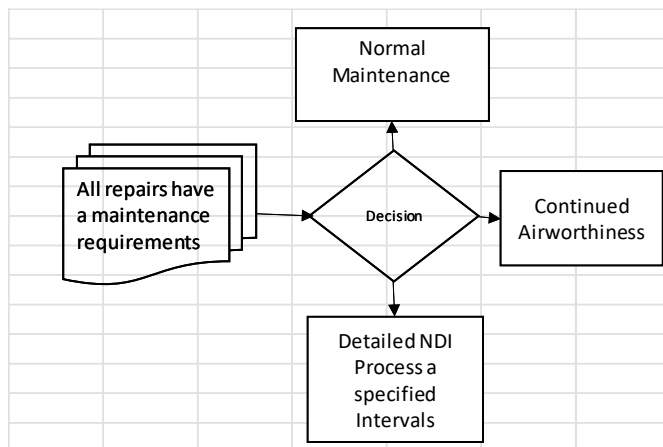 Normal
Maintenance
All repairs have
a maintenance
requirements
Decision
Continued
Airworthiness
Detailed NDI
Process a
specified
Intervals